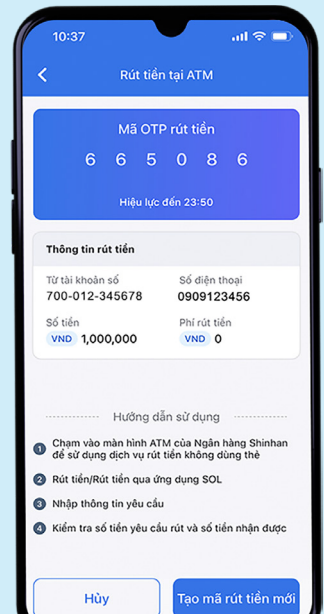 10:37
Rút tiền tại ATM
Mã OTP rút tiền
6 6 5 0 8 6
Hiệu lực đến 23:50
Thông tin rút tiền
Từ tài khoản số
700-012-345678
Số điện thoại
0909123456
Số tiền
VND 1,000,000
Phí rút tiền
VND 0
Hướng dẫn sử dụng
1 Chạm vào màn hình ATM của Ngân hàng Shinhan
để sử dụng dịch vụ rút tiền không dùng thẻ
2 Rút tiền/Rút tiền qua ứng dụng SOL
3 Nhập thông tin yêu cầu
4 Kiểm tra số tiền yêu cầu rút và số tiền nhận được
Hủy
Tạo mã rút tiền mới